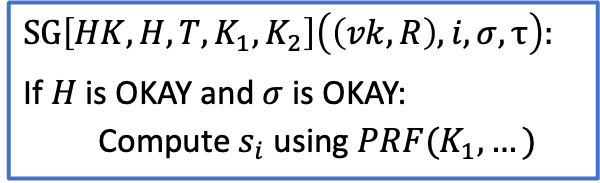 SG[HK, H, T, K₁, K₂]((vk, R), i, σ, τ):
If H is OKAY and σ is OKAY:
Compute sᵢ using PRF(K₁, …)